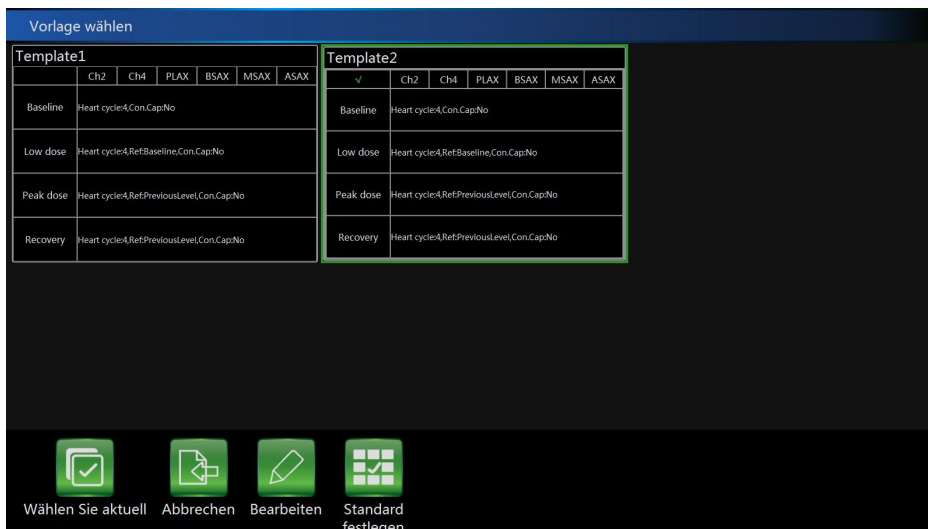 Vorlage wählen
Template1
Ch2 Ch4 PLAX BSAX MSAX ASAX
Baseline Heart cycle:4,Con.Cap:No
Low dose Heart cycle:4,Ref:Baseline,Con.Cap:No
Peak dose Heart cycle:4,Ref:PreviousLevel,Con.Cap:No
Recovery Heart cycle:4,Ref:PreviousLevel,Con.Cap:No
Template2
√ Ch2 Ch4 PLAX BSAX MSAX ASAX
Baseline Heart cycle:4,Con.Cap:No
Low dose Heart cycle:4,Ref:Baseline,Con.Cap:No
Peak dose Heart cycle:4,Ref:PreviousLevel,Con.Cap:No
Recovery Heart cycle:4,Ref:PreviousLevel,Con.Cap:No
Wählen Sie aktuell
Abbrechen
Bearbeiten
Standard
festlegen